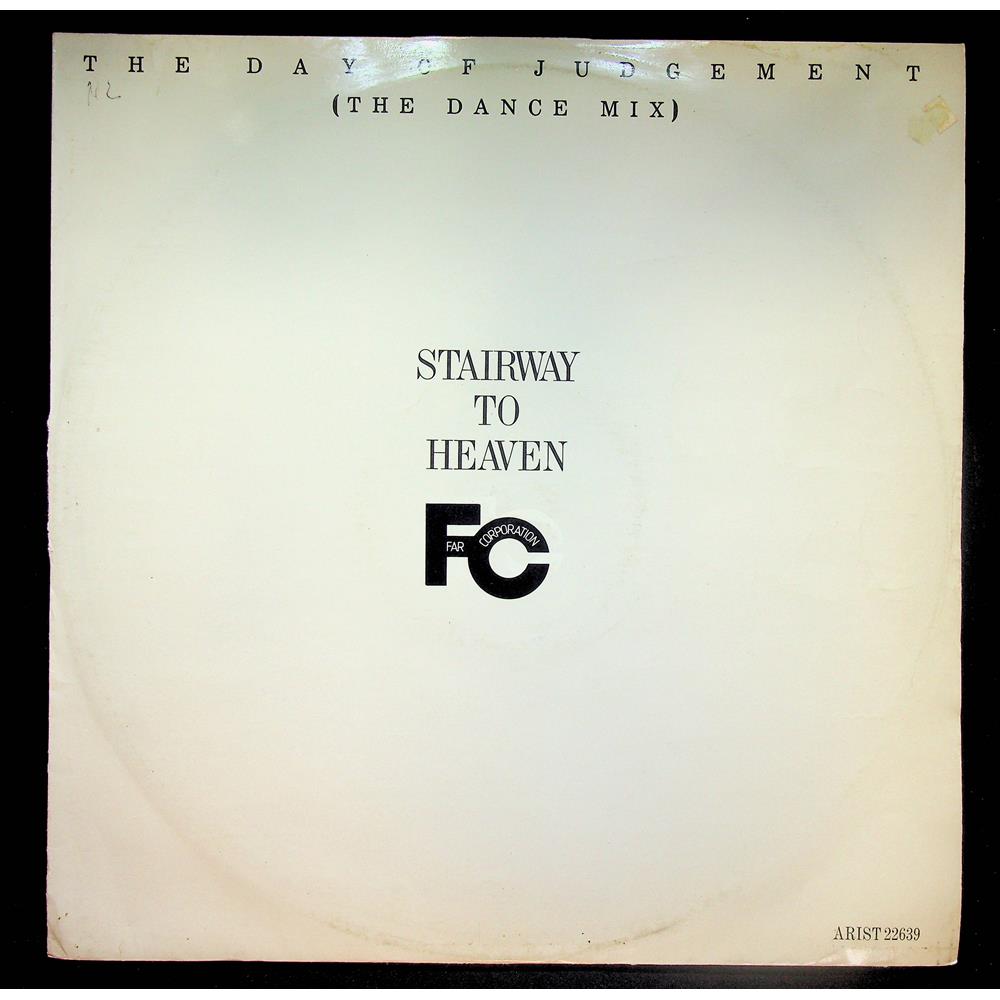 THE DAY OF JUDGEMENT
(THE DANCE MIX)
STAIRWAY
TO
HEAVEN
FC
FAR CORPORATION
ARIST 22639